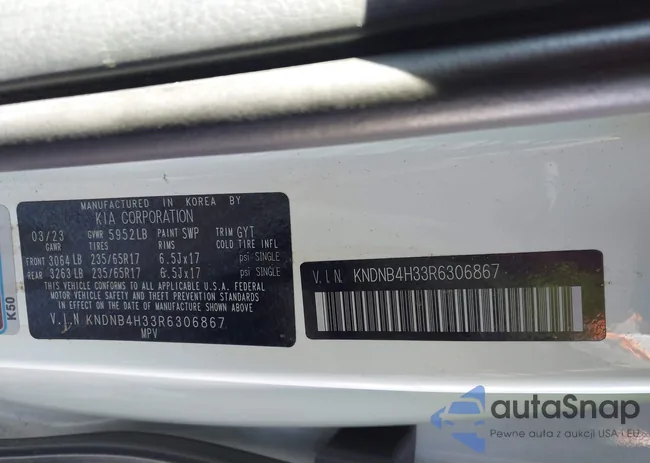 MANUFACTURED IN KOREA BY
KIA CORPORATION
03/23 GVWR 5952LB PAINT SWP TRIM GYT
GAWR TIRES RIMS COLD TIRE INFL
FRONT 3064LB 235/65R17 6.5Jx17 psi SINGLE
REAR 3263LB 235/65R17 6.5Jx17 psi SINGLE
THIS VEHICLE CONFORMS TO ALL APPLICABLE U.S.A. FEDERAL
MOTOR VEHICLE SAFETY AND THEFT PREVENTION STANDARDS
IN EFFECT ON THE DATE OF MANUFACTURE SHOWN ABOVE
V.I.N KNDNB4H33R6306867
MPV
V.I.N. KNDNB4H33R6306867
K50
autaSnap
Pewne auta z aukcji USA i EU